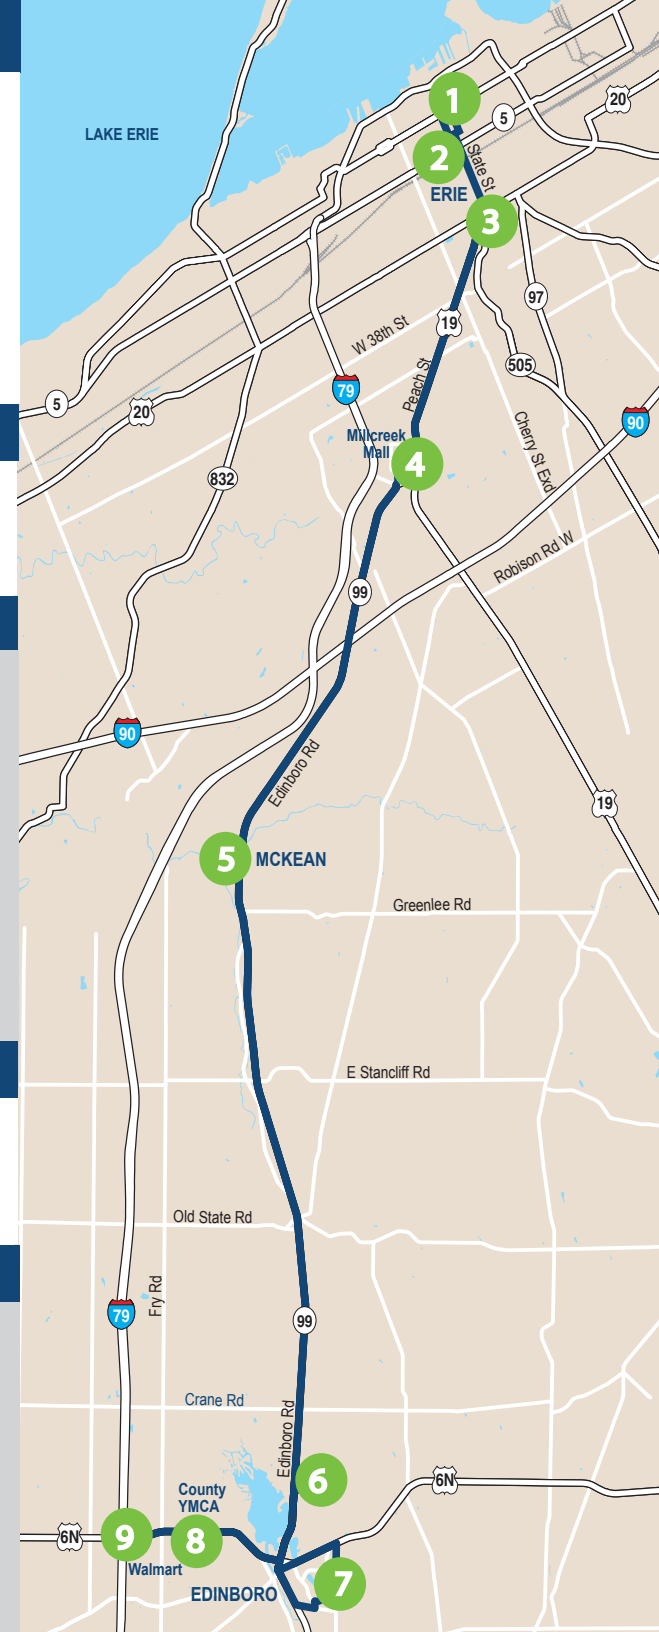 1
20
5
LAKE ERIE
2
State St
ERIE
3
97
19
W 38th St
505
79
Peach St
5
20
90
Millcreek
Mall
4
Cherry St Exd
832
Robison Rd W
99
90
Edinboro Rd
19
5
MCKEAN
Greenlee Rd
E Stancliff Rd
Old State Rd
Fry Rd
79
99
Crane Rd
Edinboro Rd
6
6N
County
YMCA
6N
9
8
Walmart
7
EDINBORO